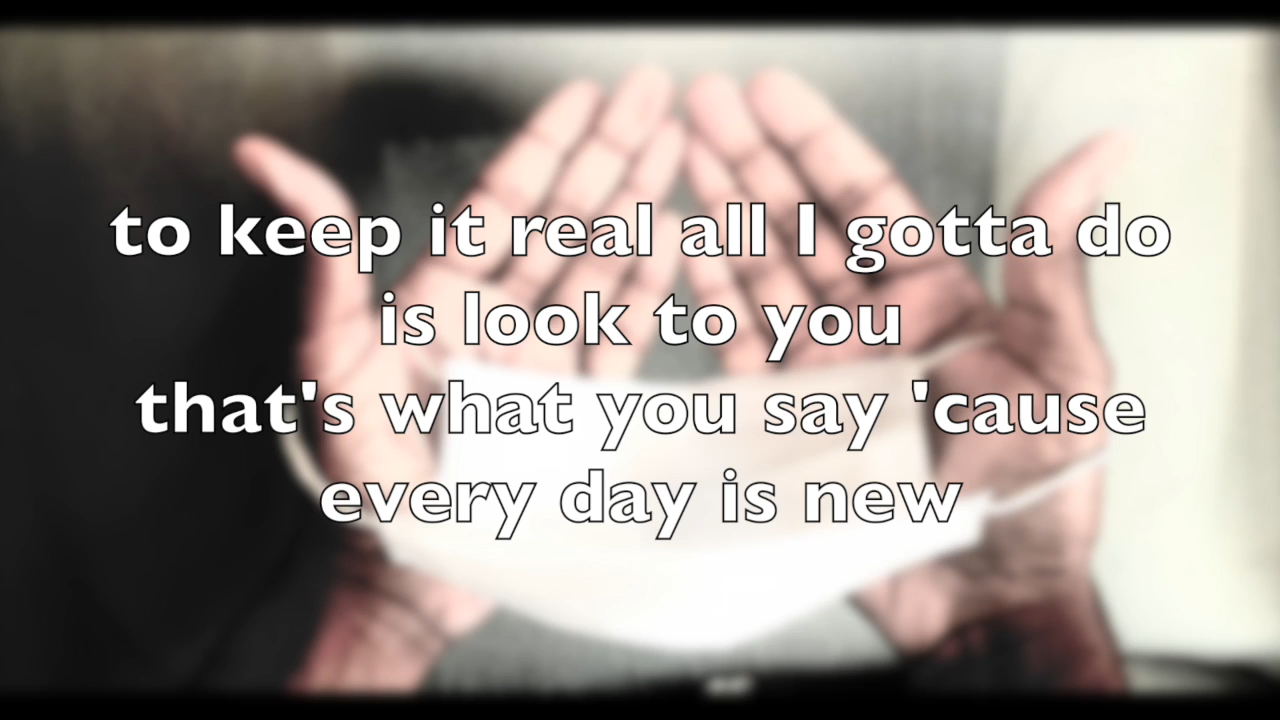 to keep it real all I gotta do
is look to you
that's what you say 'cause
every day is new